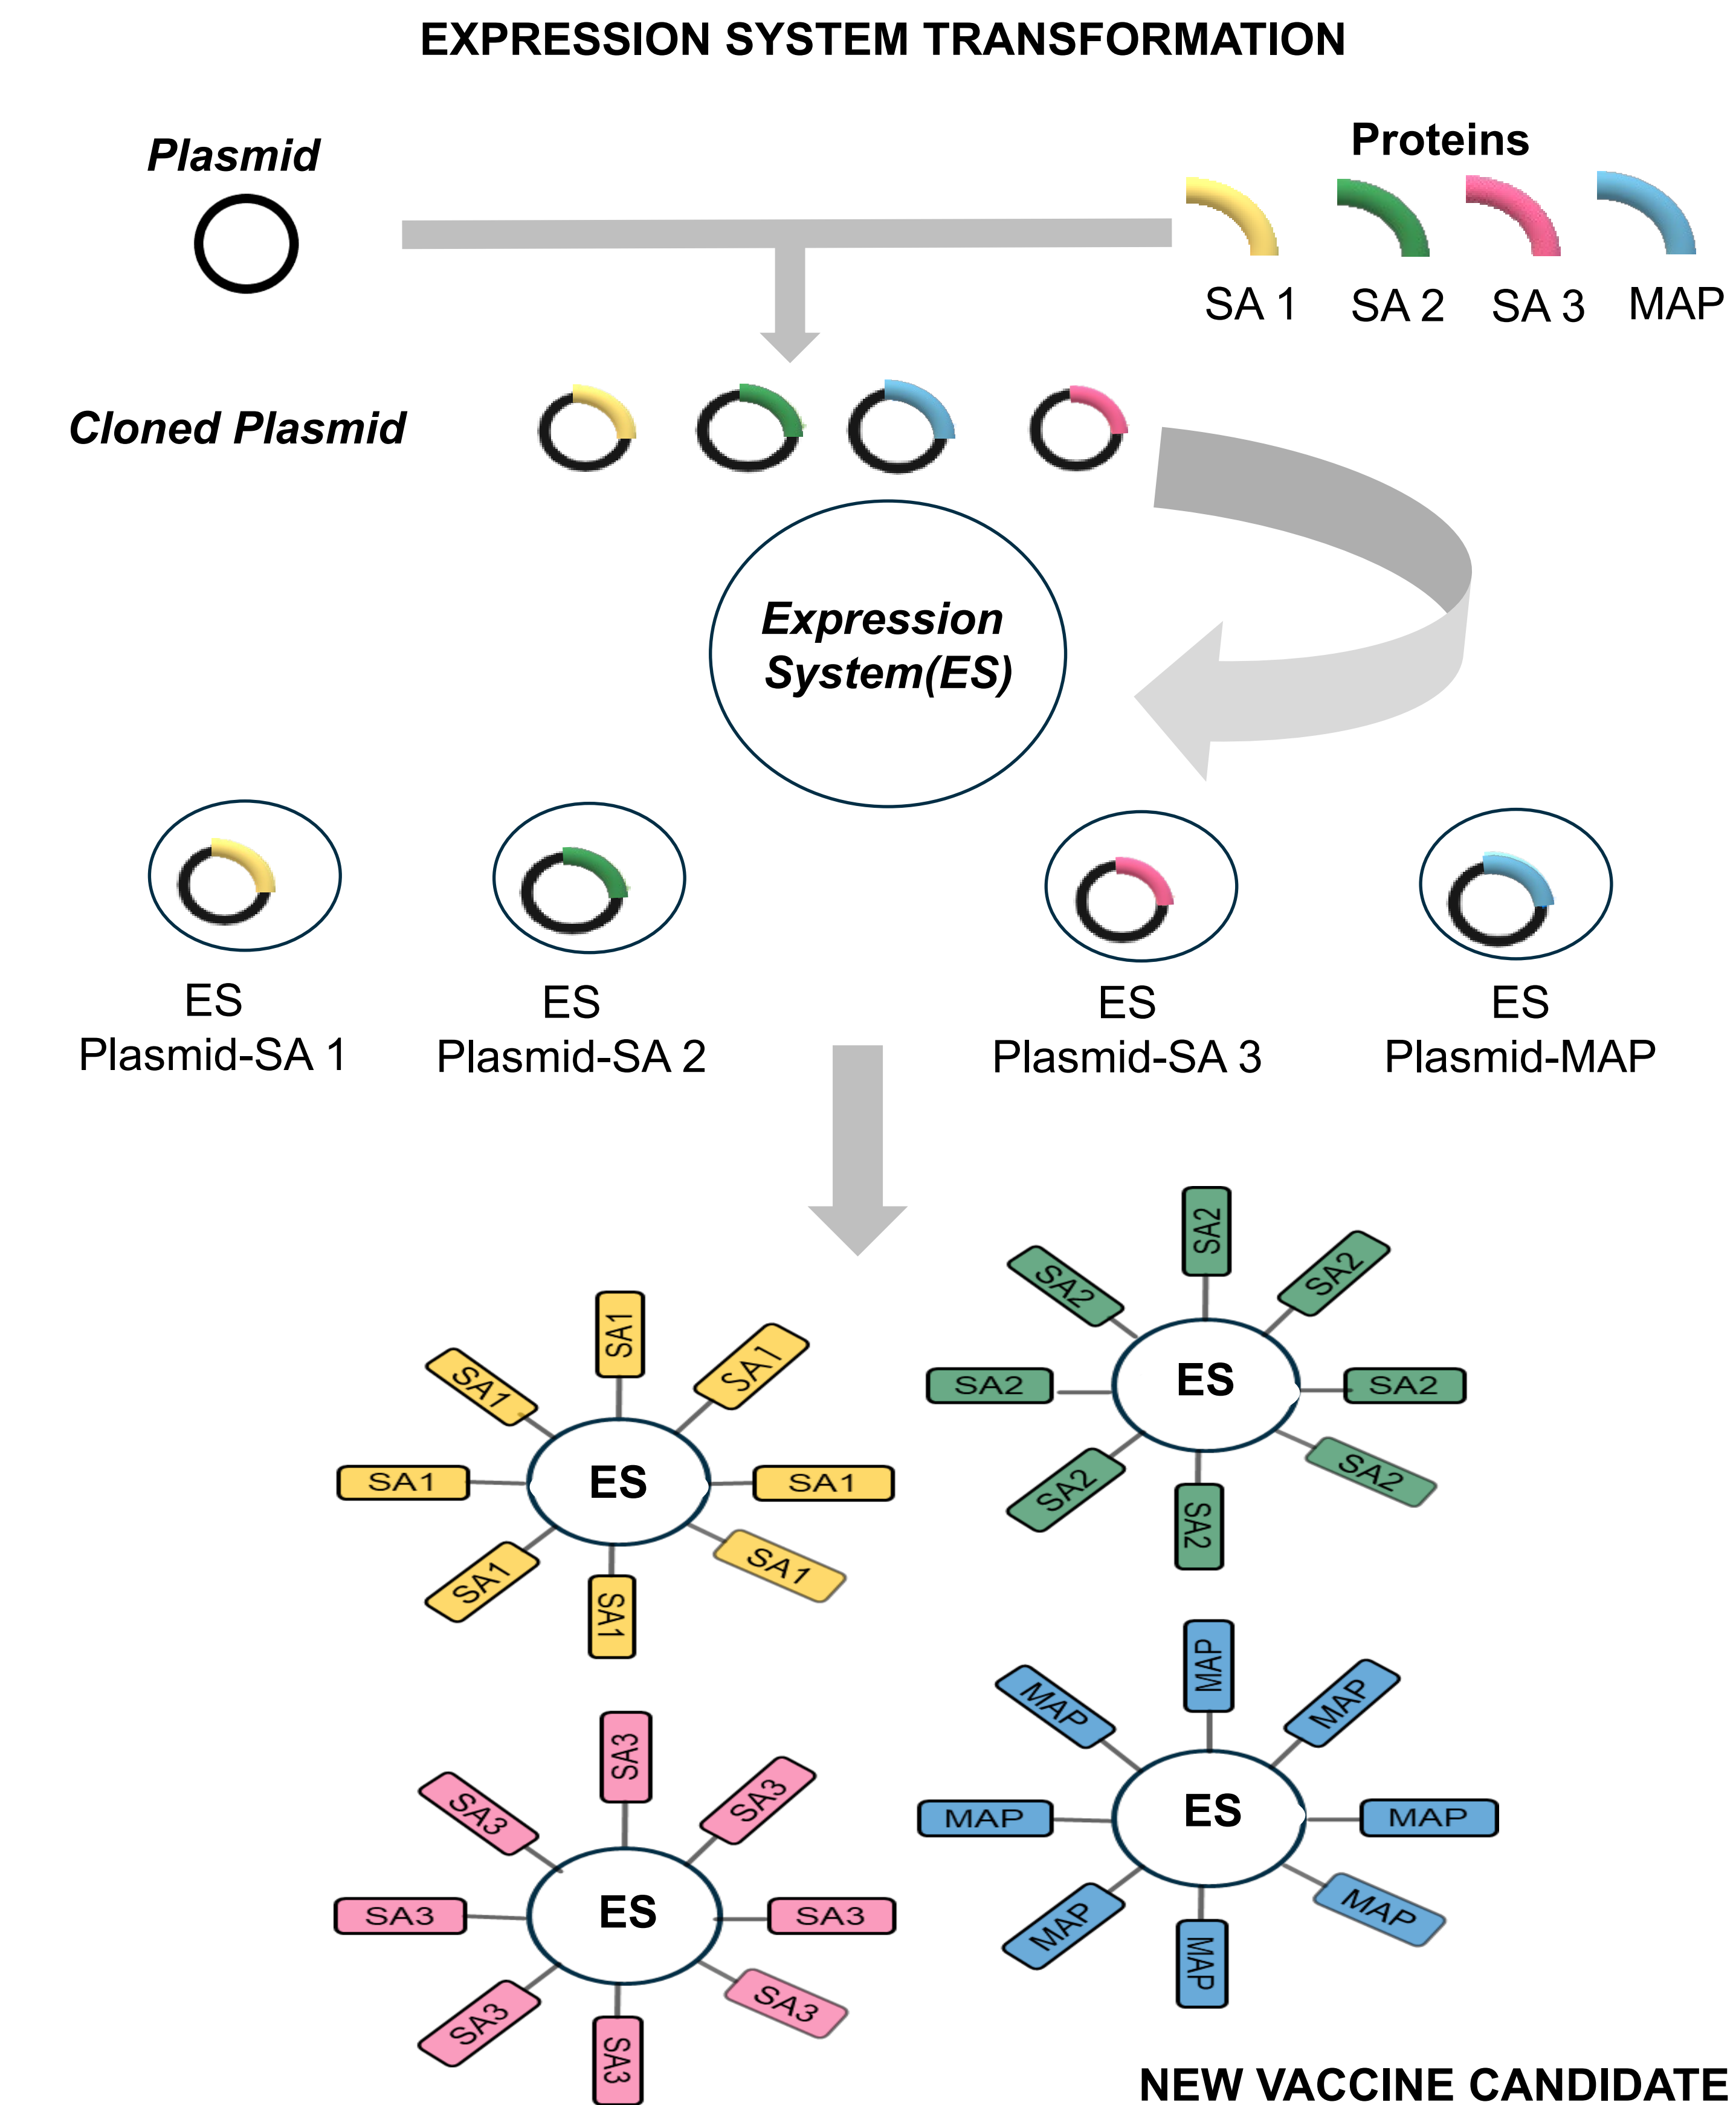 EXPRESSION SYSTEM TRANSFORMATION
Plasmid
Proteins
SA 1
SA 2
SA 3
MAP
Cloned Plasmid
Expression
System(ES)
ES
Plasmid-SA 1
ES
Plasmid-SA 2
ES
Plasmid-SA 3
ES
Plasmid-MAP
SA1
SA1
SA1
SA1
ES
SA1
SA1
SA1
SA1
SA2
SA2
SA2
SA2
ES
SA2
SA2
SA2
SA2
SA3
SA3
SA3
SA3
ES
SA3
SA3
SA3
SA3
MAP
MAP
MAP
MAP
ES
MAP
MAP
MAP
MAP
NEW VACCINE CANDIDATE